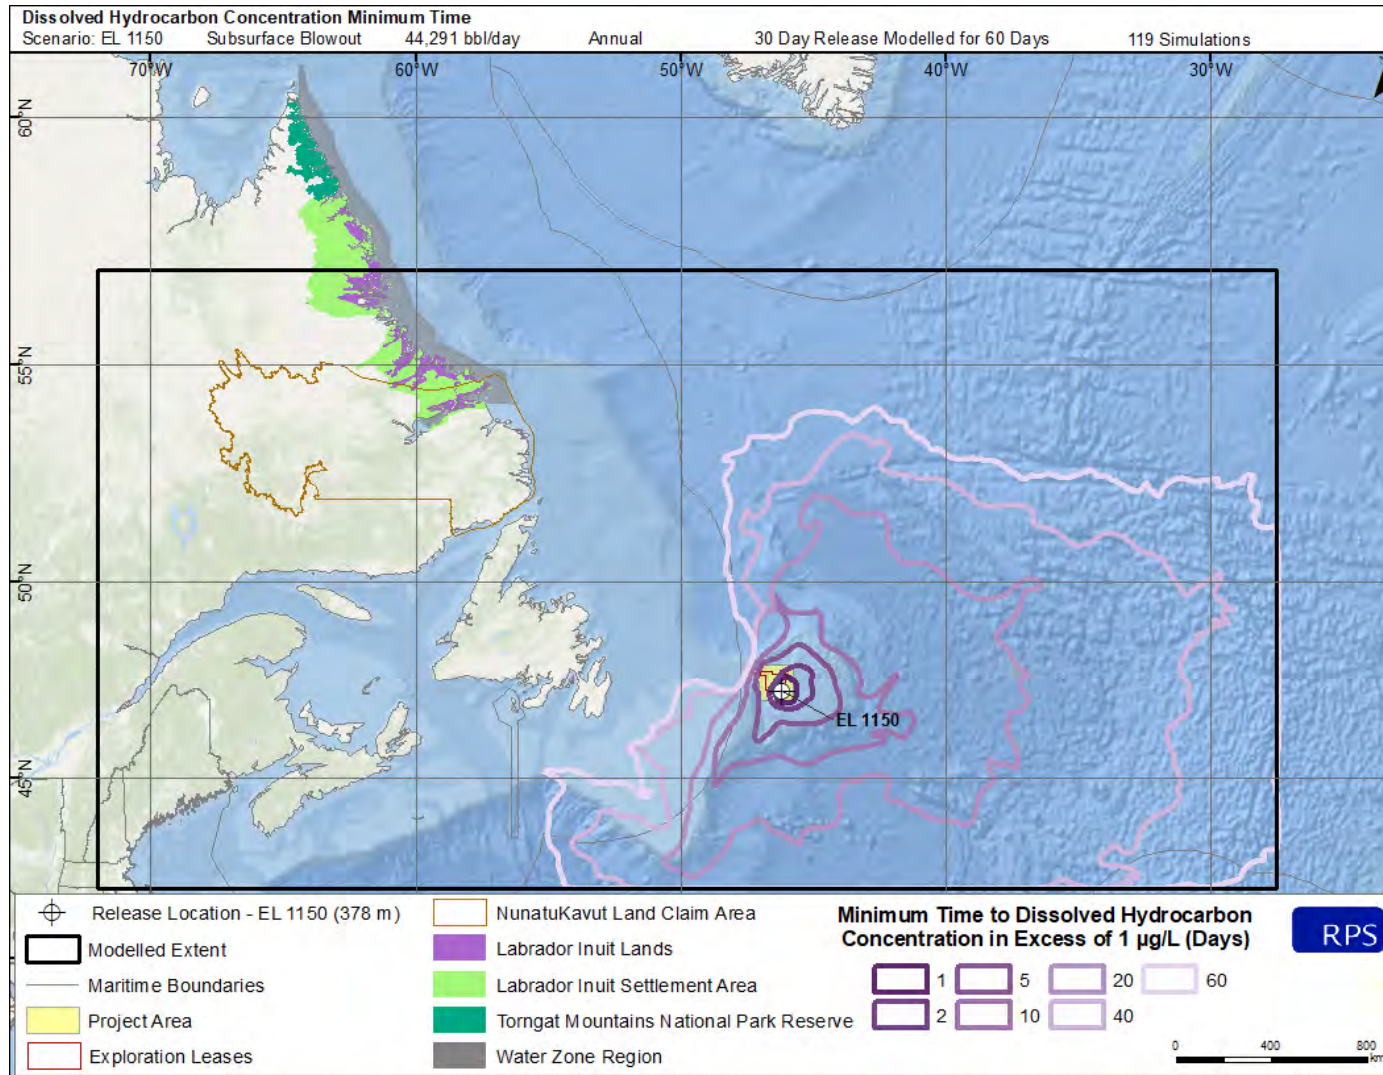 Dissolved Hydrocarbon Concentration Minimum Time
Scenario: EL 1150 Subsurface Blowout 44,291 bbl/day Annual 30 Day Release Modelled for 60 Days 119 Simulations
70°W 60°W 50°W 40°W 30°W
60°N
55°N
50°N
45°N
EL 1150
Release Location - EL 1150 (378 m)
Modelled Extent
Maritime Boundaries
Project Area
Exploration Leases
NunatuKavut Land Claim Area
Labrador Inuit Lands
Labrador Inuit Settlement Area
Torngat Mountains National Park Reserve
Water Zone Region
Minimum Time to Dissolved Hydrocarbon
Concentration in Excess of 1 µg/L (Days)
1 5 20 60
2 10 40
RPS
0 400 800
km